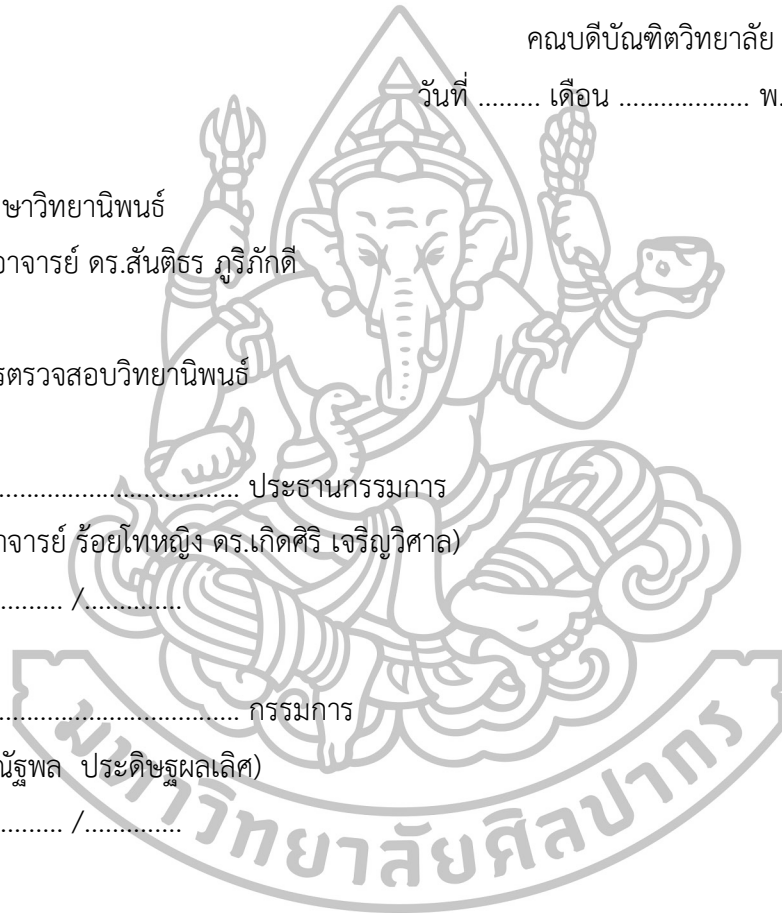 คณบดีบัณฑิตวิทยาลัย
วันที่ ......... เดือน ................... พ.
ษาวิทยานิพนธ์
อาจารย์ ดร.สันติธร ภูริภักดี
รตรวจสอบวิทยานิพนธ์
.................................... ประธานกรรมการ
าจารย์ ร้อยโทหญิง ดร.เกิดศิริ เจริญวิศาล)
.......... /..............
.................................... กรรมการ
ณัฐพล ประดิษฐผลเลิศ)
.......... /..............
มหาวิทยาลัยศิลปากร